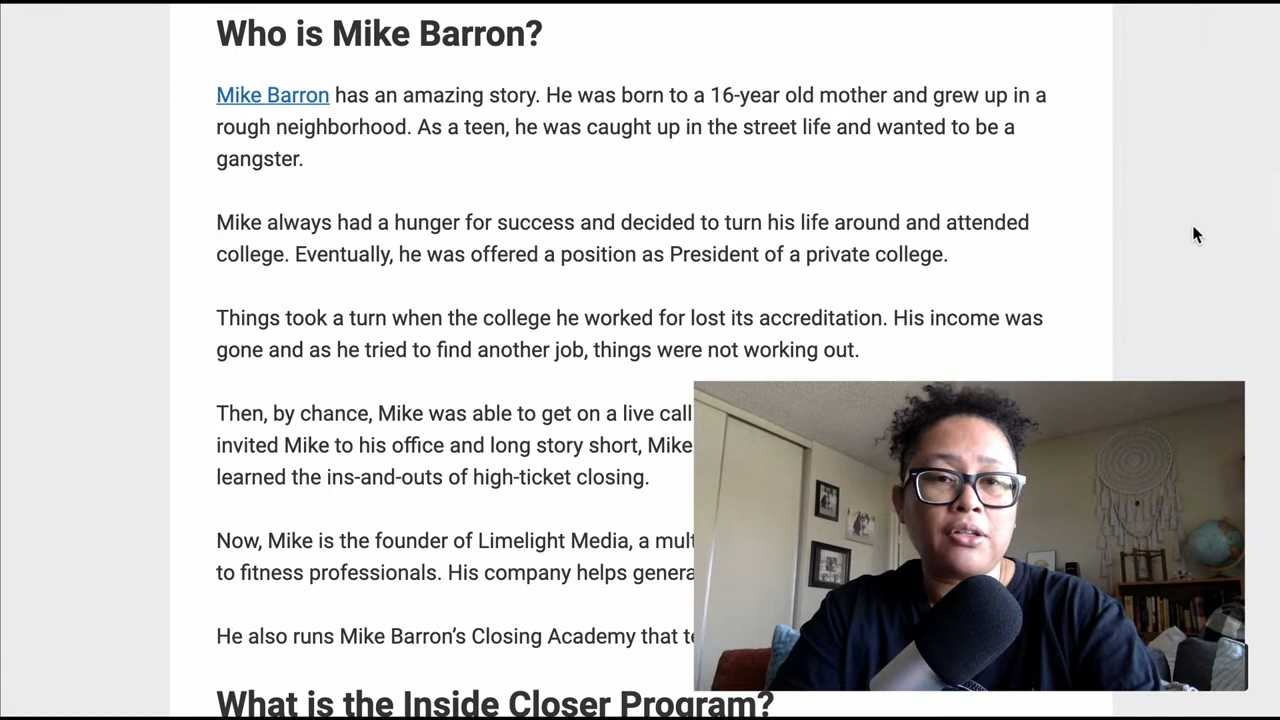 Who is Mike Barron?
Mike Barron has an amazing story. He was born to a 16-year old mother and grew up in a
rough neighborhood. As a teen, he was caught up in the street life and wanted to be a
gangster.
Mike always had a hunger for success and decided to turn his life around and attended
college. Eventually, he was offered a position as President of a private college.
Things took a turn when the college he worked for lost its accreditation. His income was
gone and as he tried to find another job, things were not working out.
Then, by chance, Mike was able to get on a live call
invited Mike to his office and long story short, Mike
learned the ins-and-outs of high-ticket closing.
Now, Mike is the founder of Limelight Media, a
to fitness professionals. His company helps
He also runs Mike Barron's Closing Academy that
What is the Inside Closer Program?